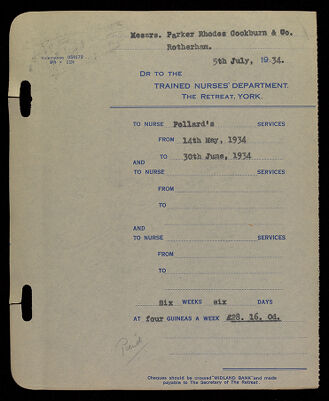 Messrs. Parker Rhodes Cockburn & Co.
Rotherham.
5th July, 1934.
DR TO THE
TRAINED NURSES' DEPARTMENT.
THE RETREAT, YORK.
TO NURSE Pollard's SERVICES
FROM 14th May, 1934
TO 30th June, 1934
AND
TO NURSE SERVICES
FROM
TO
AND
TO NURSE SERVICES
FROM
TO
Six WEEKS six DAYS
AT four GUINEAS A WEEK £28. 16. 04.
Paid
Cheques should be crossed "MIDLAND BANK" and made
payable to The Secretary of The Retreat.